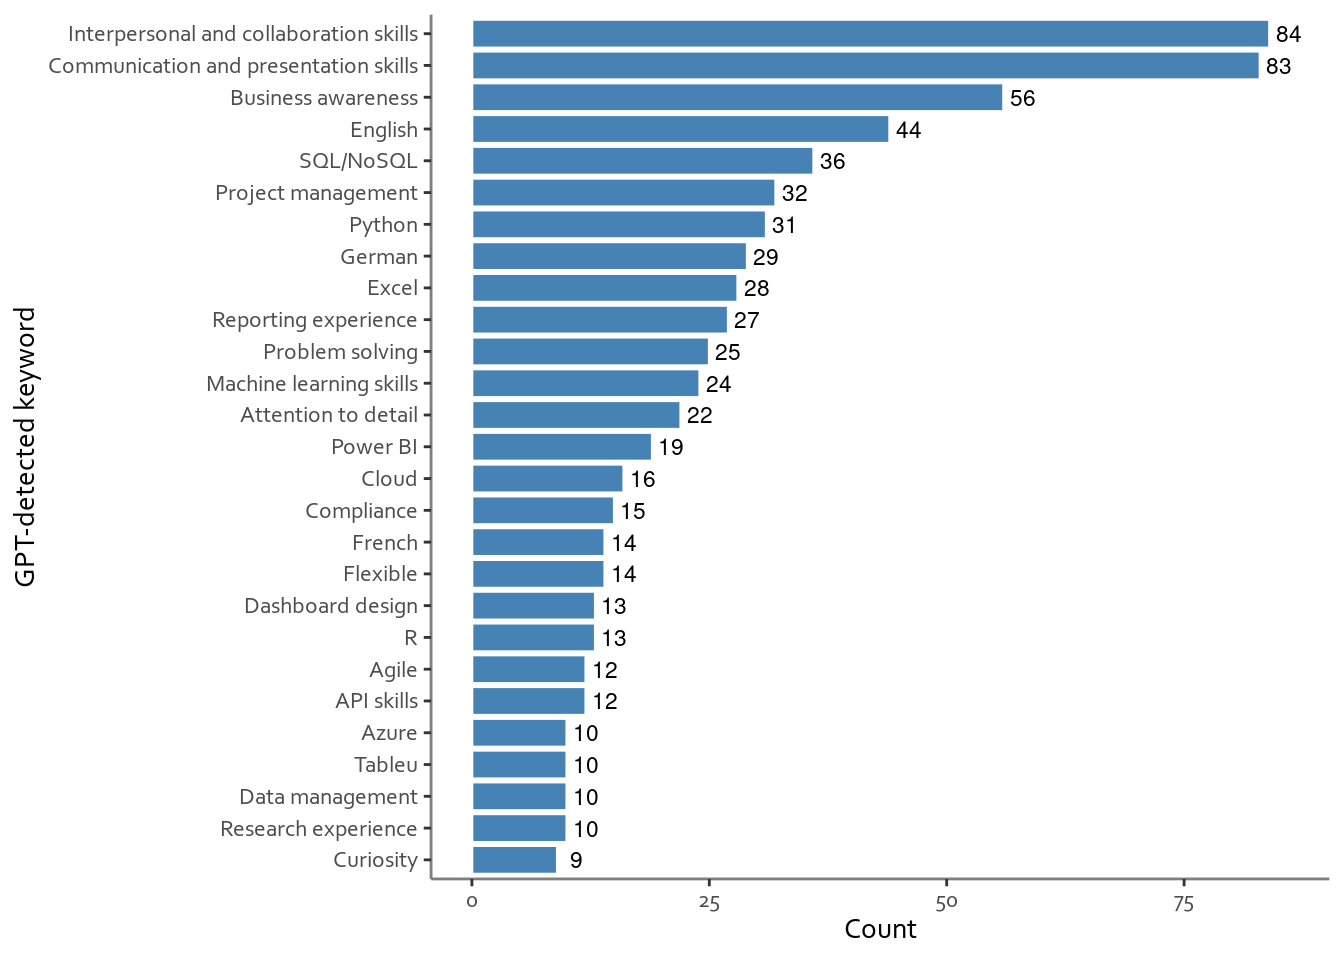 Interpersonal and collaboration skills 84
Communication and presentation skills 83
Business awareness 56
English 44
SQL/NoSQL 36
Project management 32
Python 31
German 29
Excel 28
Reporting experience 27
Problem solving 25
Machine learning skills 24
Attention to detail 22
Power BI 19
Cloud 16
Compliance 15
French 14
Flexible 14
Dashboard design 13
R 13
Agile 12
API skills 12
Azure 10
Tableu 10
Data management 10
Research experience 10
Curiosity 9
0 25 50 75
Count
GPT-detected keyword